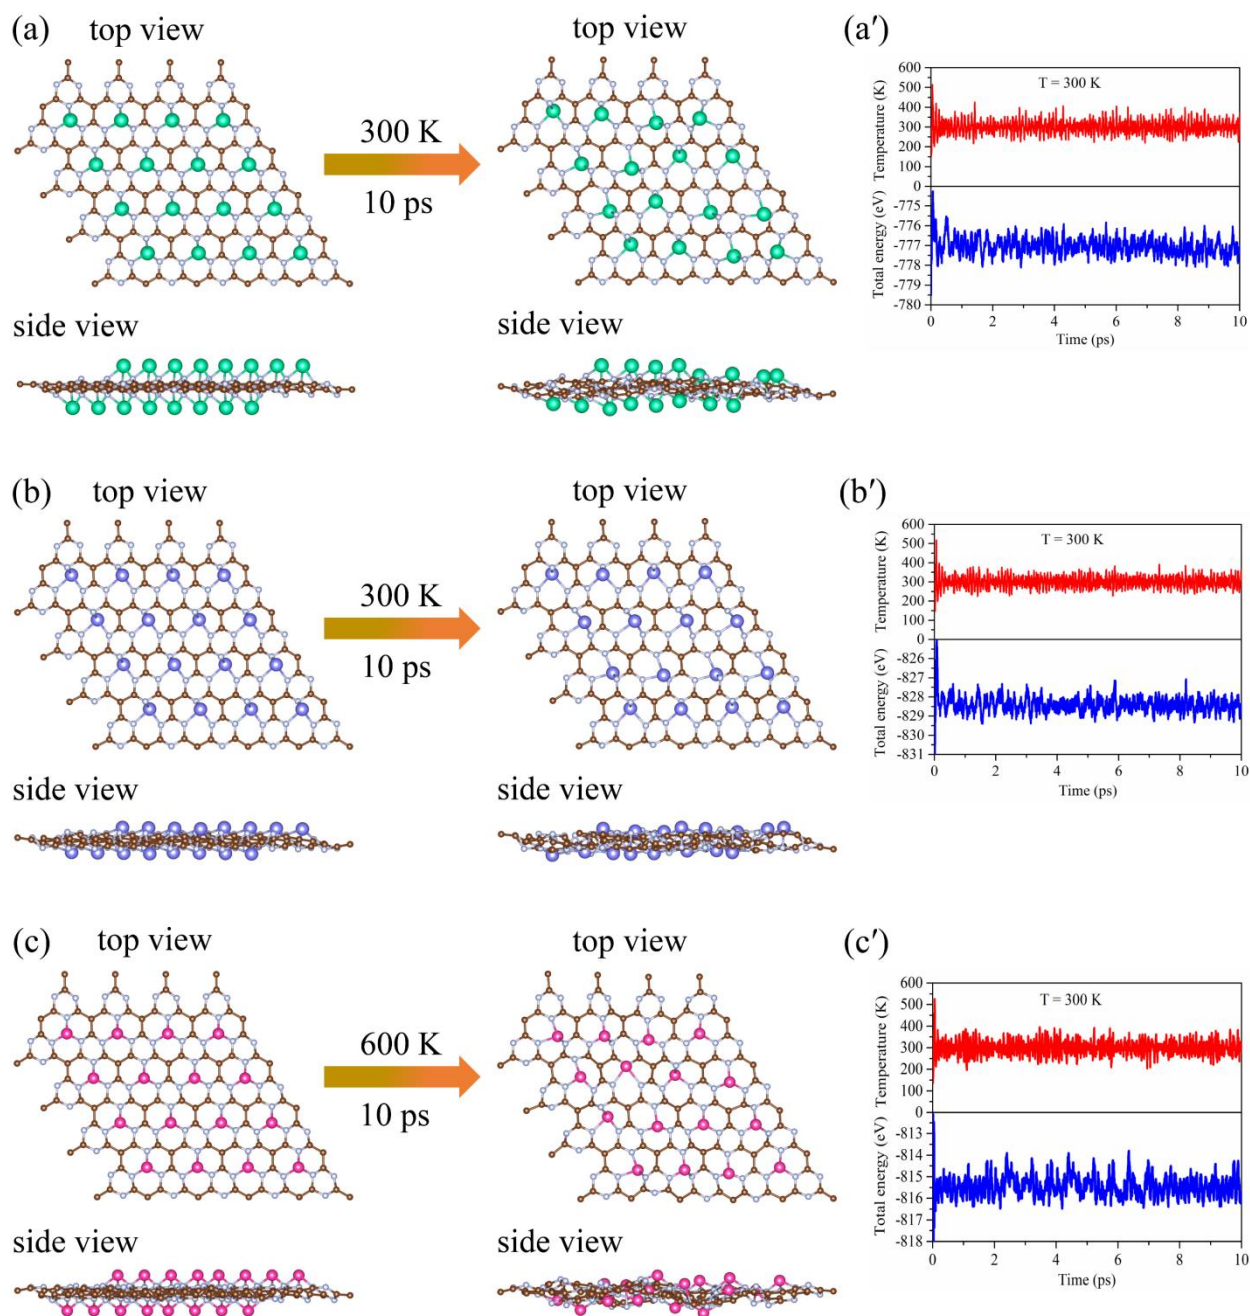 (a)
top view
top view
300 K
10 ps
side view
side view
(a′)
T = 300 K
Temperature (K)
600
500
400
300
200
100
0
Total energy (eV)
-775
-776
-777
-778
-779
-780
0 2 4 6 8 10
Time (ps)
(b)
top view
top view
300 K
10 ps
side view
side view
(b′)
T = 300 K
Temperature (K)
600
500
400
300
200
100
0
Total energy (eV)
-826
-827
-828
-829
-830
-831
0 2 4 6 8 10
Time (ps)
(c)
top view
top view
600 K
10 ps
side view
side view
(c′)
T = 300 K
Temperature (K)
600
500
400
300
200
100
0
Total energy (eV)
-813
-814
-815
-816
-817
-818
0 2 4 6 8 10
Time (ps)